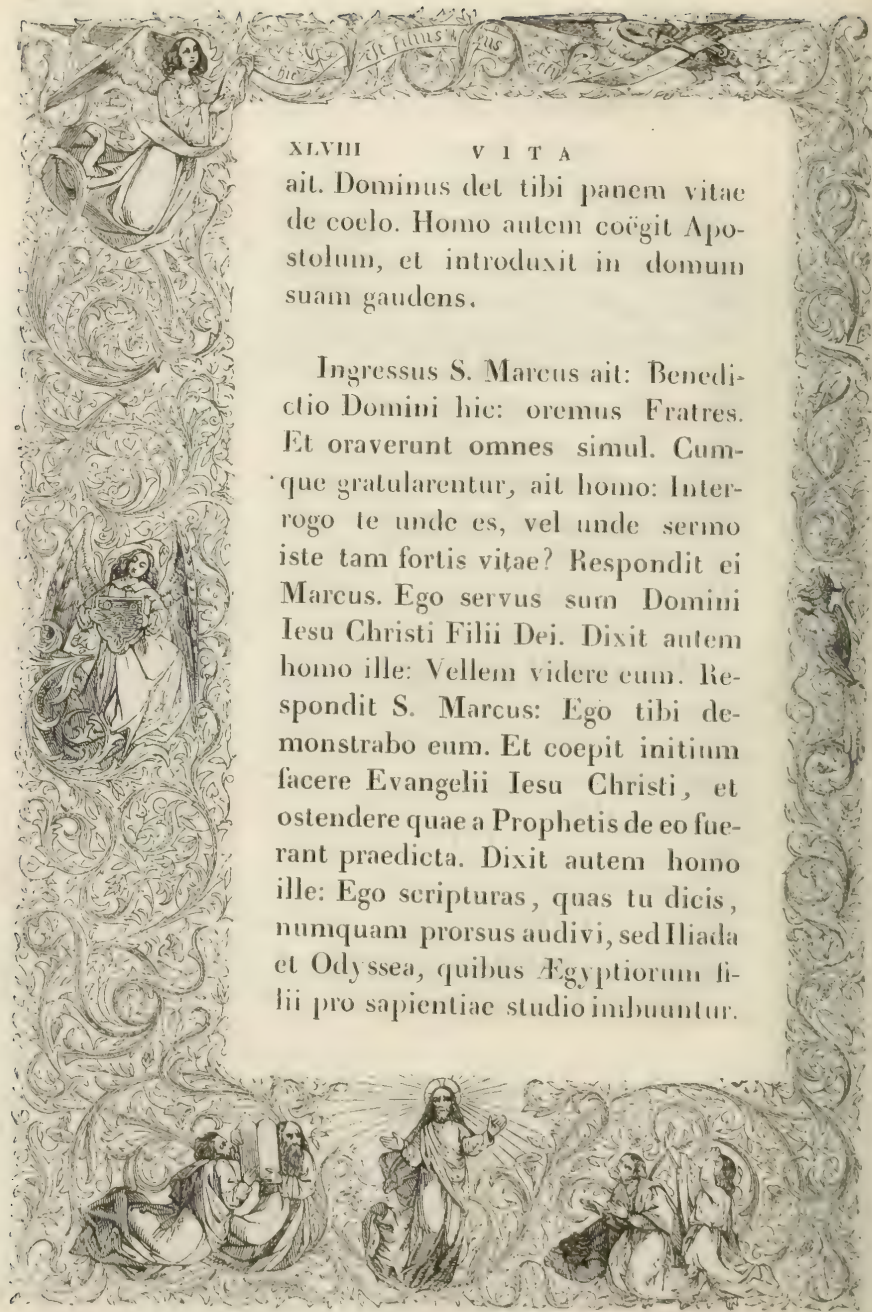 hic est filius meus
XLVIII VITA
ait. Dominus det tibi panem vitae
de coelo. Homo autem coëgit Apo-
stolum, et introduxit in domum
suam gaudens.
Ingressus S. Marcus ait: Benedi-
ctio Domini hic: oremus Fratres.
Et oraverunt omnes simul. Cum-
que gratularentur, ait homo: Inter-
rogo te unde es, vel unde sermo
iste tam fortis vitae? Respondit ei
Marcus. Ego servus sum Domini
Iesu Christi Filii Dei. Dixit autem
homo ille: Vellem videre eum. Re-
spondit S. Marcus: Ego tibi de-
monstrabo eum. Et coepit initium
facere Evangelii Iesu Christi, et
ostendere quae a Prophetis de eo fue-
rant praedicta. Dixit autem homo
ille: Ego scripturas, quas tu dicis,
numquam prorsus audivi, sed Iliada
et Odyssea, quibus Ægyptiorum fi-
lii pro sapientiae studio imbuuntur.